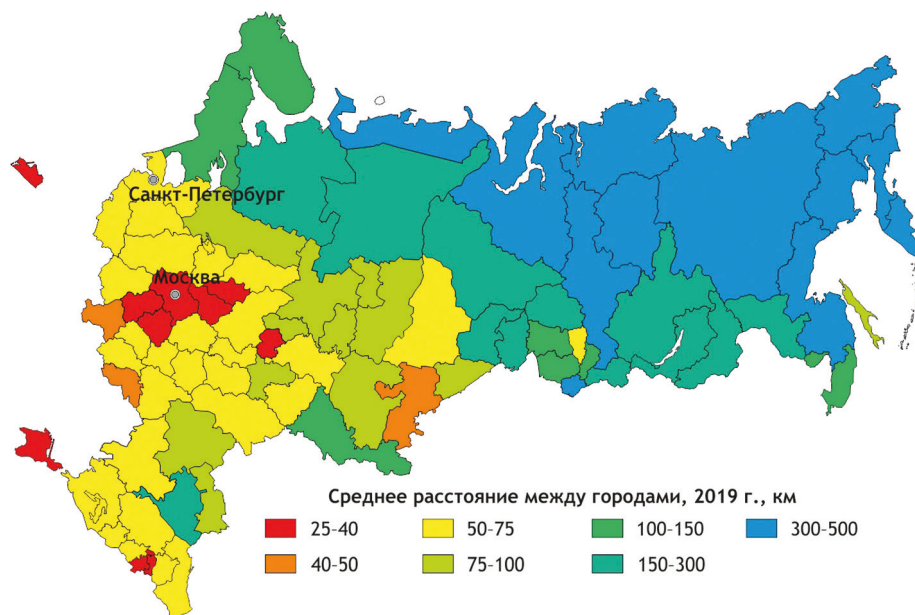 Санкт-Петербург
Москва
Среднее расстояние между городами, 2019 г., км
25-40 50-75 100-150 300-500
40-50 75-100 150-300